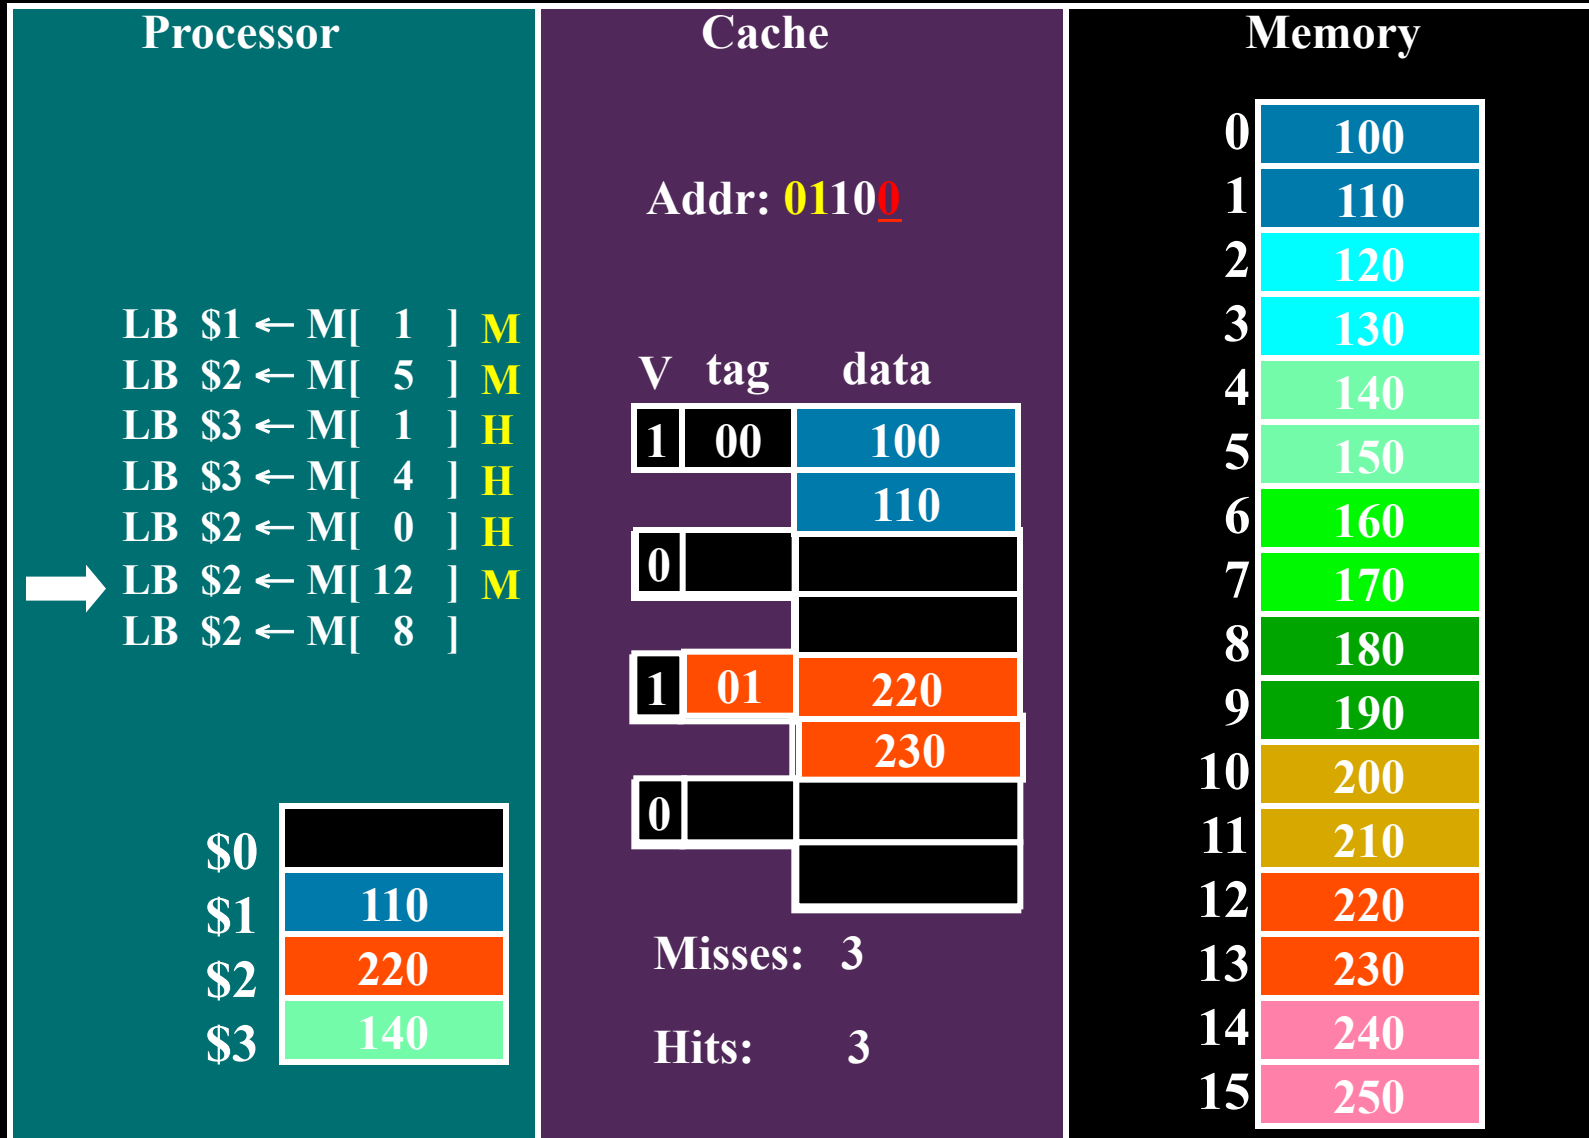 Processor
LB $1 ← M[ 1 ] M
LB $2 ← M[ 5 ] M
LB $3 ← M[ 1 ] H
LB $3 ← M[ 4 ] H
LB $2 ← M[ 0 ] H
LB $2 ← M[ 12 ] M
LB $2 ← M[ 8 ]
$0
$1 110
$2 220
$3 140
Cache
Addr: 01100
V tag data
1 00 100
110
0
1 01 220
230
0
Misses: 3
Hits: 3
Memory
0 100
1 110
2 120
3 130
4 140
5 150
6 160
7 170
8 180
9 190
10 200
11 210
12 220
13 230
14 240
15 250